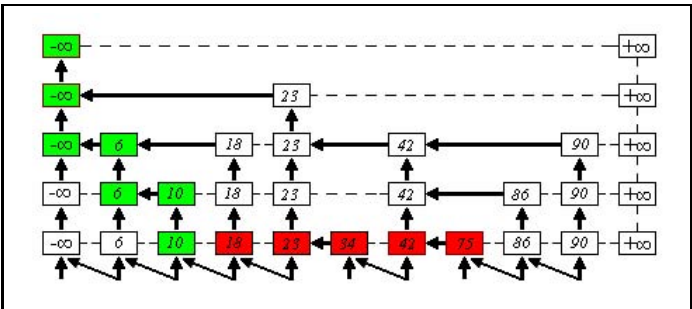 -∞ +∞
-∞ 23 +∞
-∞ 6 18 23 42 90 +∞
-∞ 6 10 18 23 42 86 90 +∞
-∞ 6 10 18 23 34 42 75 86 90 +∞